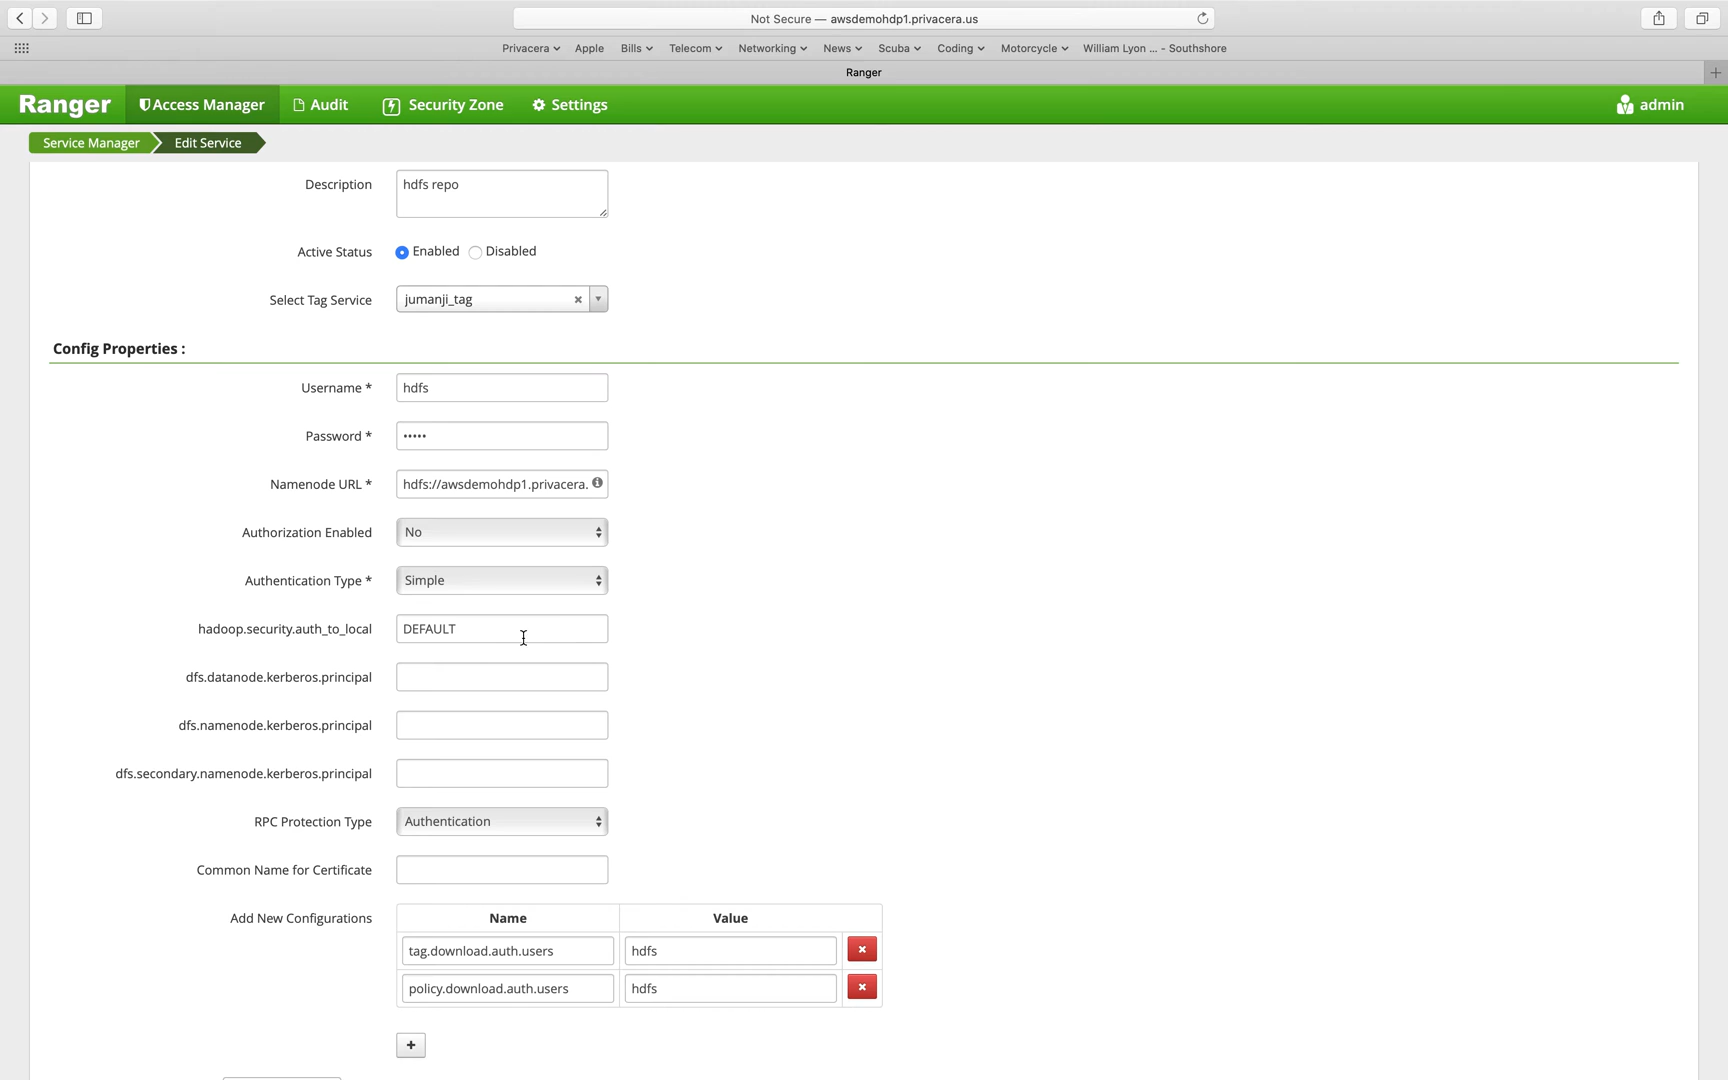 Not Secure — awsdemohdp1.privacera.us
Privacera Apple Bills Telecom Networking News Scuba Coding Motorcycle William Lyon ... - Southshore
Ranger
Ranger Access Manager Audit Security Zone Settings admin
Service Manager Edit Service
Description hdfs repo
Active Status Enabled Disabled
Select Tag Service jumanji_tag
Config Properties :
Username * hdfs
Password * •••••
Namenode URL * hdfs://awsdemohdp1.privacera.
Authorization Enabled No
Authentication Type * Simple
hadoop.security.auth_to_local DEFAULT
dfs.datanode.kerberos.principal
dfs.namenode.kerberos.principal
dfs.secondary.namenode.kerberos.principal
RPC Protection Type Authentication
Common Name for Certificate
Add New Configurations Name Value
tag.download.auth.users hdfs
policy.download.auth.users hdfs